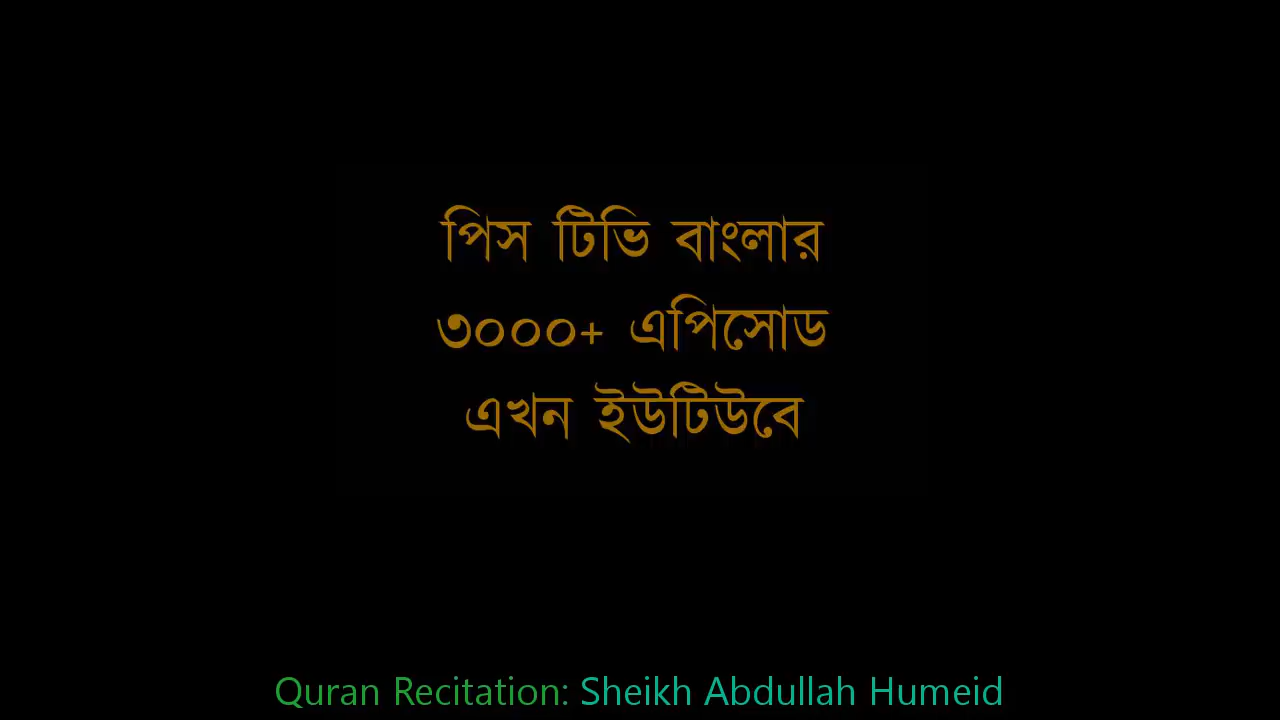 পিস টিভি বাংলার
৩০০০+ এপিসোড
এখন ইউটিউবে
Quran Recitation: Sheikh Abdullah Humeid